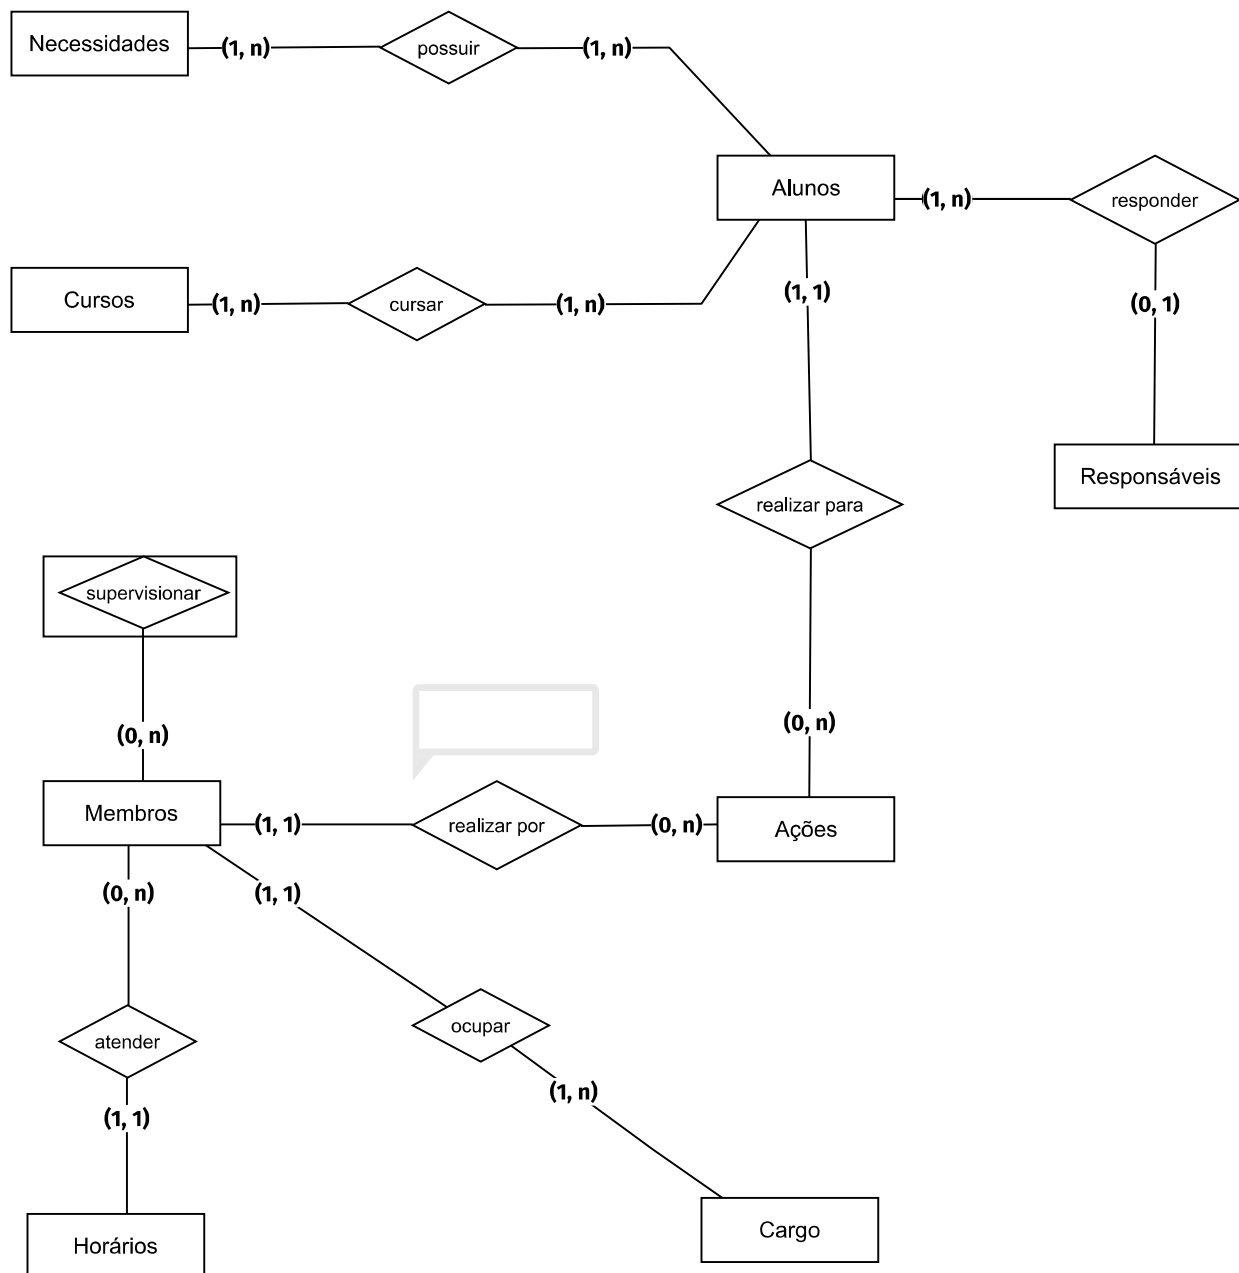 Necessidades
(1, n)
possuir
(1, n)
Alunos
(1, n)
responder
Cursos
(1, n)
cursar
(1, n)
(1, 1)
(0, 1)
Responsáveis
realizar para
supervisionar
(0, n)
(0, n)
Membros
(1, 1)
realizar por
(0, n)
Ações
(0, n)
(1, 1)
ocupar
atender
(1, n)
(1, 1)
Cargo
Horários